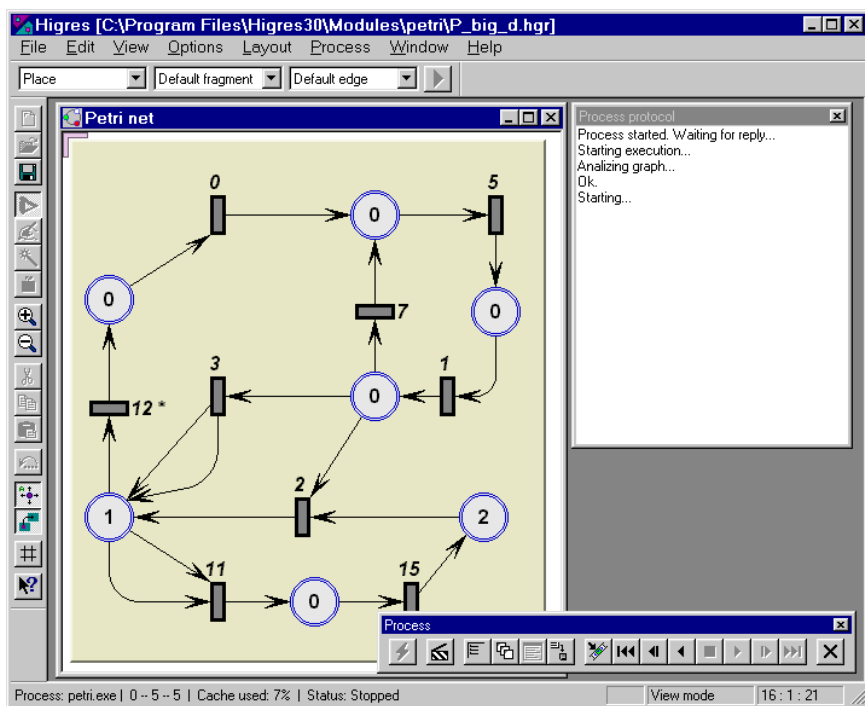 Higres [C:\Program Files\Higres30\Modules\petri\P_big_d.hgr]
File Edit View Options Layout Process Window Help
Place Default fragment Default edge
Petri net
Process protocol
Process started. Waiting for reply...
Starting execution...
Analizing graph...
Ok.
Starting...
0 5
0
0 0
7
3 1
0
12 *
2
1 2
11 15
0
Process
Process: petri.exe | 0 -- 5 -- 5 | Cache used: 7% | Status: Stopped View mode 16 : 1 : 21